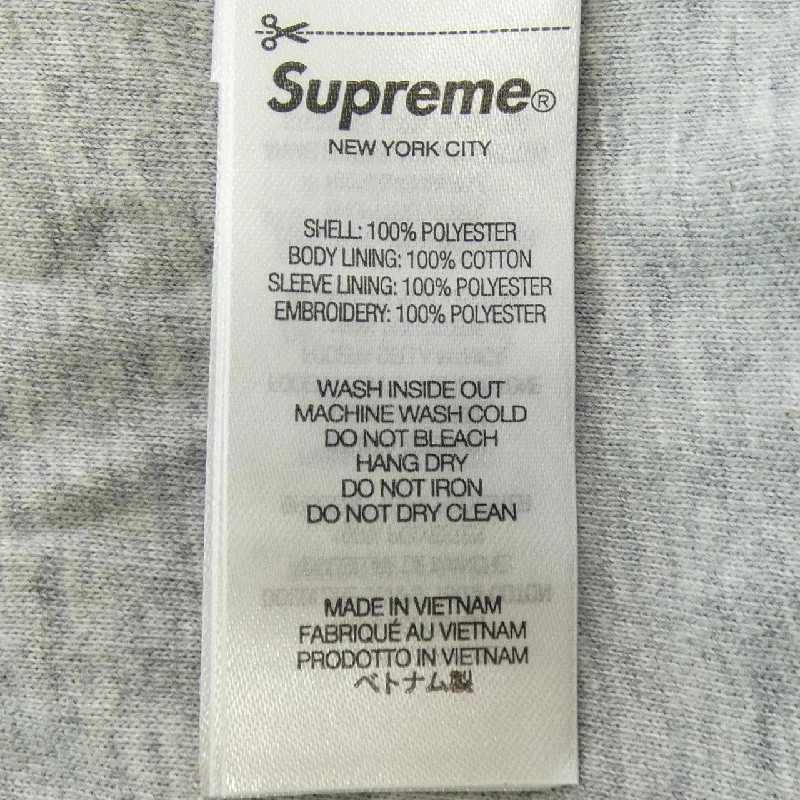 Supreme®
NEW YORK CITY
SHELL: 100% POLYESTER
BODY LINING: 100% COTTON
SLEEVE LINING: 100% POLYESTER
EMBROIDERY: 100% POLYESTER
WASH INSIDE OUT
MACHINE WASH COLD
DO NOT BLEACH
HANG DRY
DO NOT IRON
DO NOT DRY CLEAN
MADE IN VIETNAM
FABRIQUÉ AU VIETNAM
PRODOTTO IN VIETNAM
ベトナム製